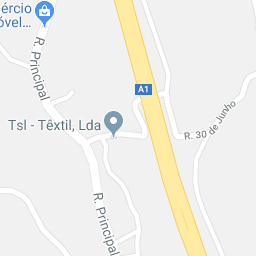 ércio
óvel...
R. Principal
A1
Tsl - Têxtil, Lda
R. 30 de Junho
R. Principal